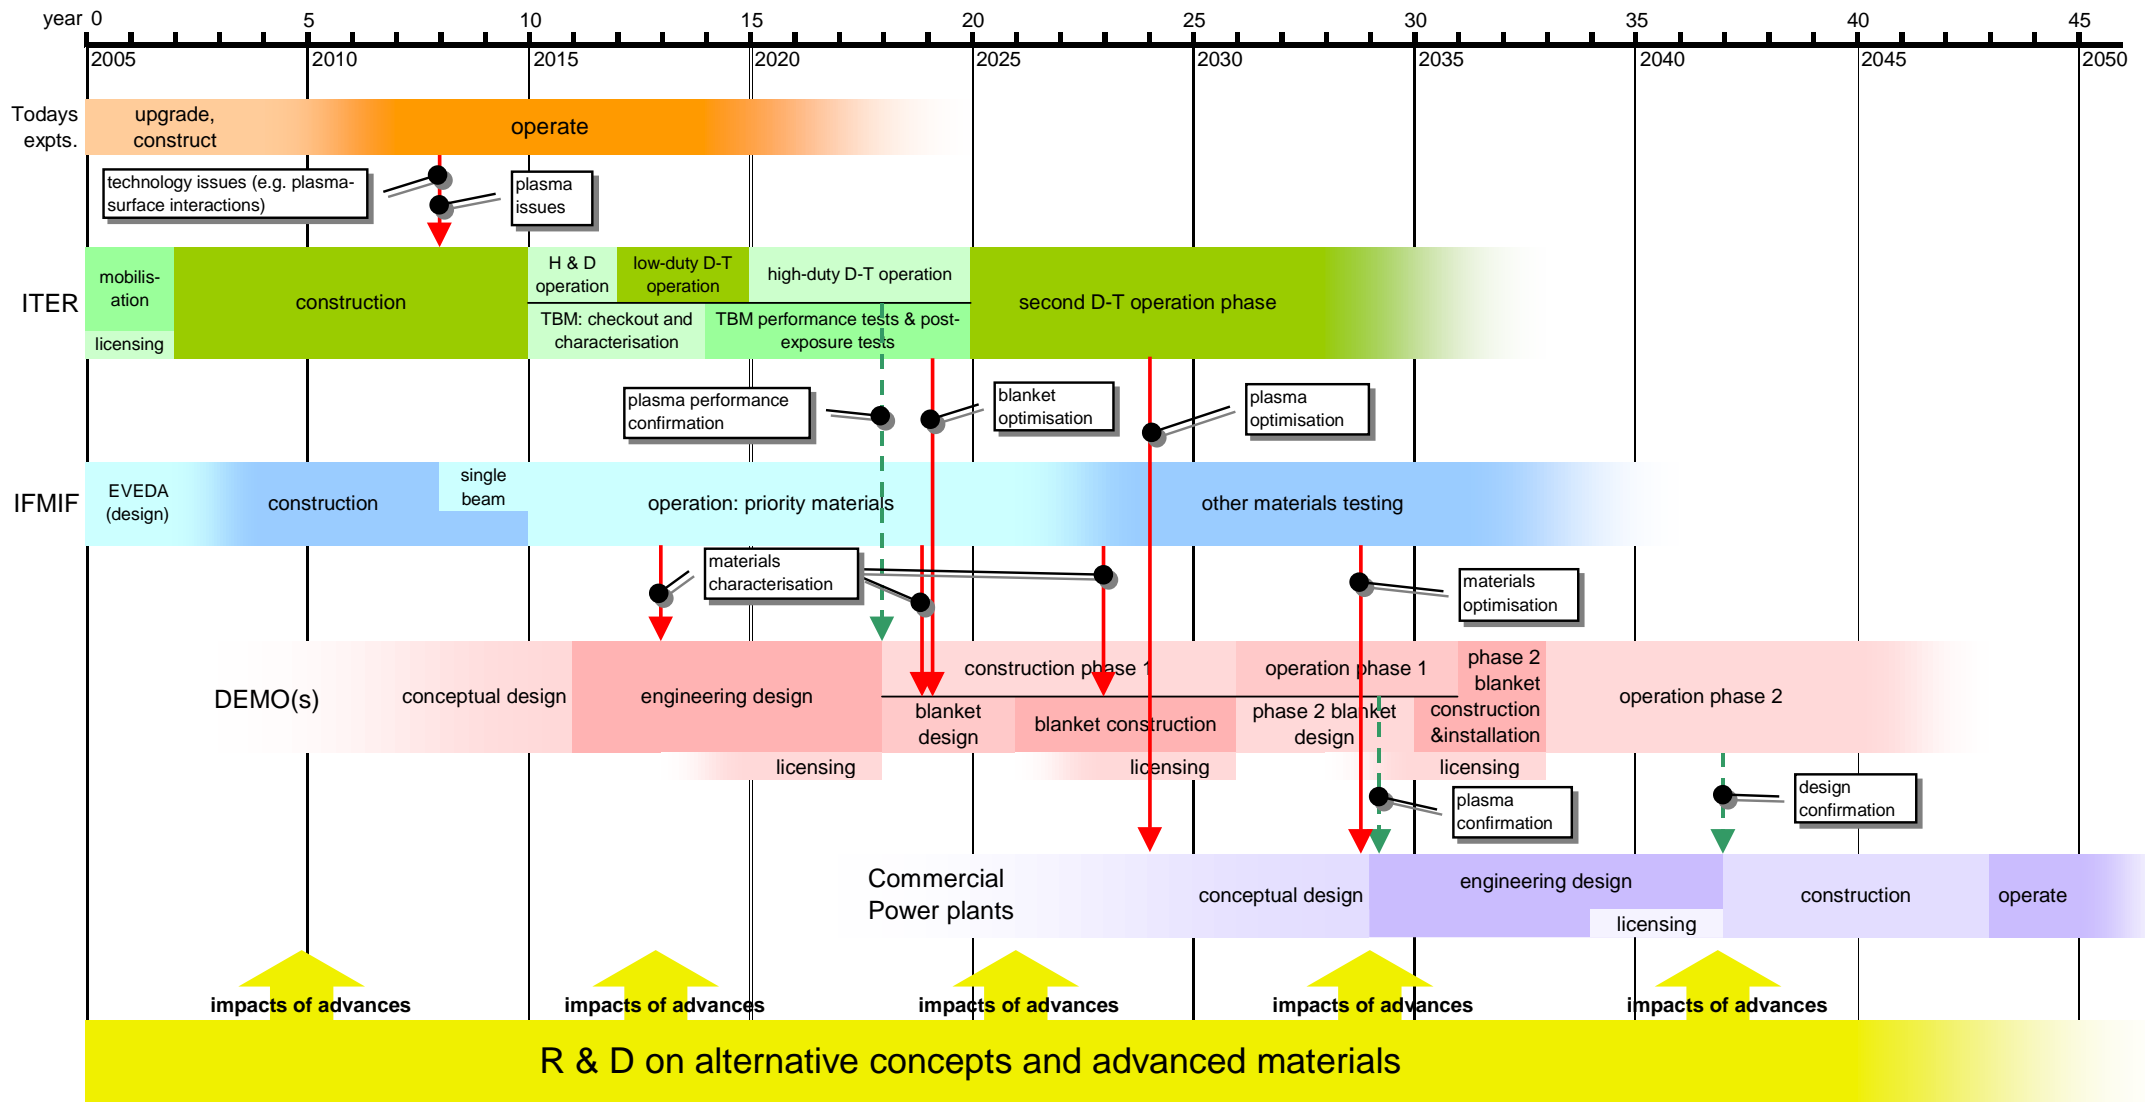 year 0 5 10 15 20 25 30 35 40 45
2005 2010 2015 2020 2025 2030 2035 2040 2045 2050
Todays
expts.
upgrade,
construct
operate
technology issues (e.g. plasma-
surface interactions)
plasma
issues
ITER
mobilis-
ation
licensing
construction
H & D
operation
low-duty D-T
operation
high-duty D-T operation
TBM: checkout and
characterisation
TBM performance tests & post-
exposure tests
second D-T operation phase
plasma performance
confirmation
blanket
optimisation
plasma
optimisation
IFMIF
EVEDA
(design)
construction
single
beam
operation: priority materials
other materials testing
materials
characterisation
materials
optimisation
DEMO(s)
conceptual design
engineering design
construction phase 1
operation phase 1
phase 2
blanket
construction
&installation
operation phase 2
blanket
design
blanket construction
phase 2 blanket
design
licensing
licensing
licensing
plasma
confirmation
design
confirmation
Commercial
Power plants
conceptual design
engineering design
licensing
construction
operate
impacts of advances
impacts of advances
impacts of advances
impacts of advances
impacts of advances
R & D on alternative concepts and advanced materials